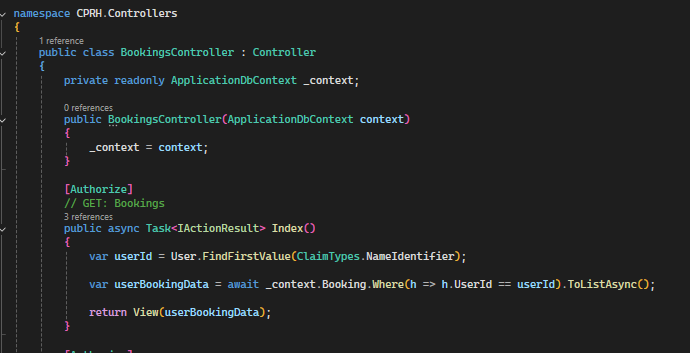 namespace CPRH.Controllers
{
1 reference
public class BookingsController : Controller
{
private readonly ApplicationDbContext _context;
0 references
public BookingsController(ApplicationDbContext context)
{
_context = context;
}
[Authorize]
// GET: Bookings
3 references
public async Task<IActionResult> Index()
{
var userId = User.FindFirstValue(ClaimTypes.NameIdentifier);
var userBookingData = await _context.Booking.Where(h => h.UserId == userId).ToListAsync();
return View(userBookingData);
}